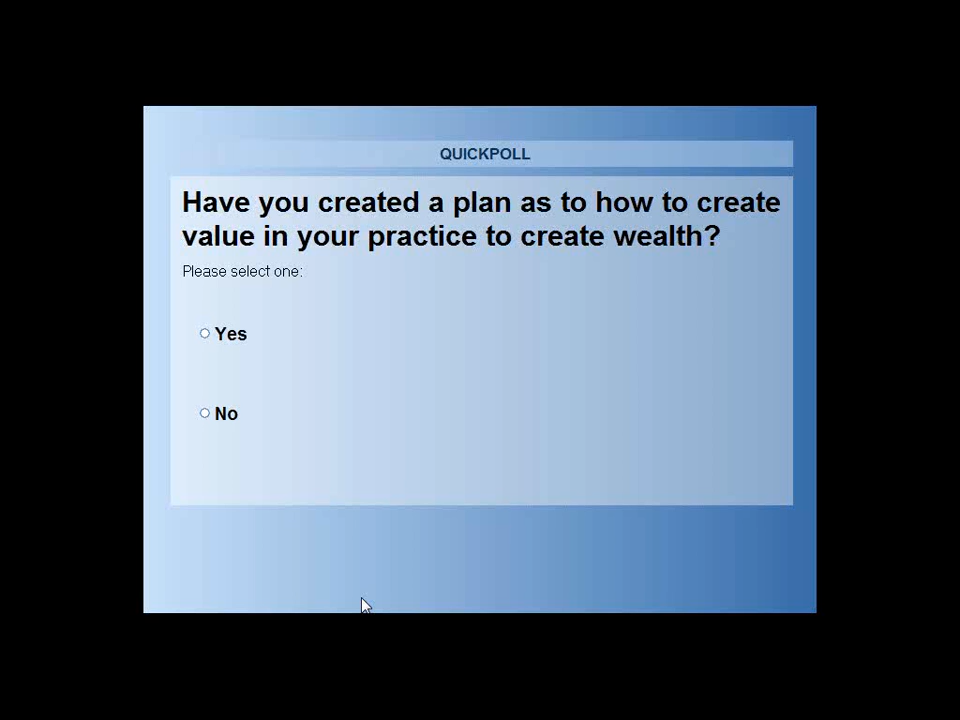 QUICKPOLL
Have you created a plan as to how to create
value in your practice to create wealth?
Please select one:
Yes
No